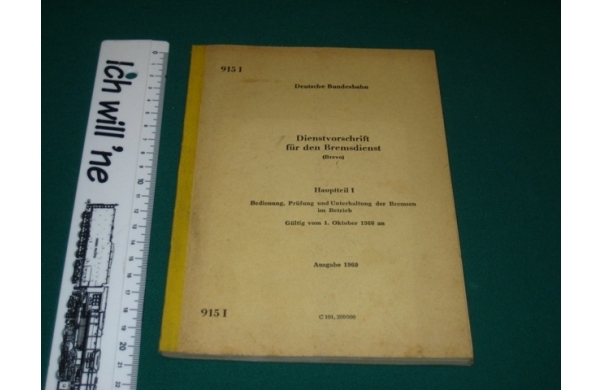 915 I
Deutsche Bundesbahn
Dienstvorschrift
für den Bremsdienst
(Brevo)
Hauptteil I
Bedienung, Prüfung und Unterhaltung der Bremsen
im Betrieb
Gültig vom 1. Oktober 1960 an
Ausgabe 1960
915 I
Ich will 'ne